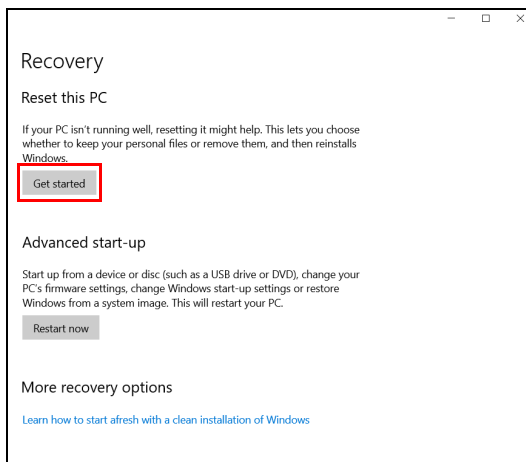 Recovery
Reset this PC
If your PC isn't running well, resetting it might help. This lets you choose
whether to keep your personal files or remove them, and then reinstalls
Windows.
Get started
Advanced start-up
Start up from a device or disc (such as a USB drive or DVD), change your
PC's firmware settings, change Windows start-up settings or restore
Windows from a system image. This will restart your PC.
Restart now
More recovery options
Learn how to start afresh with a clean installation of Windows